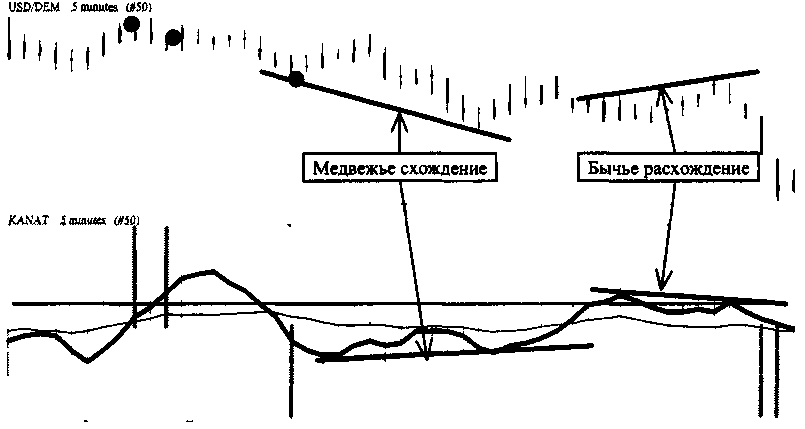 USD/DEM 5 minutes (#50)
Медвежье схождение
Бычье расхождение
KANAT 5 minutes (#50)